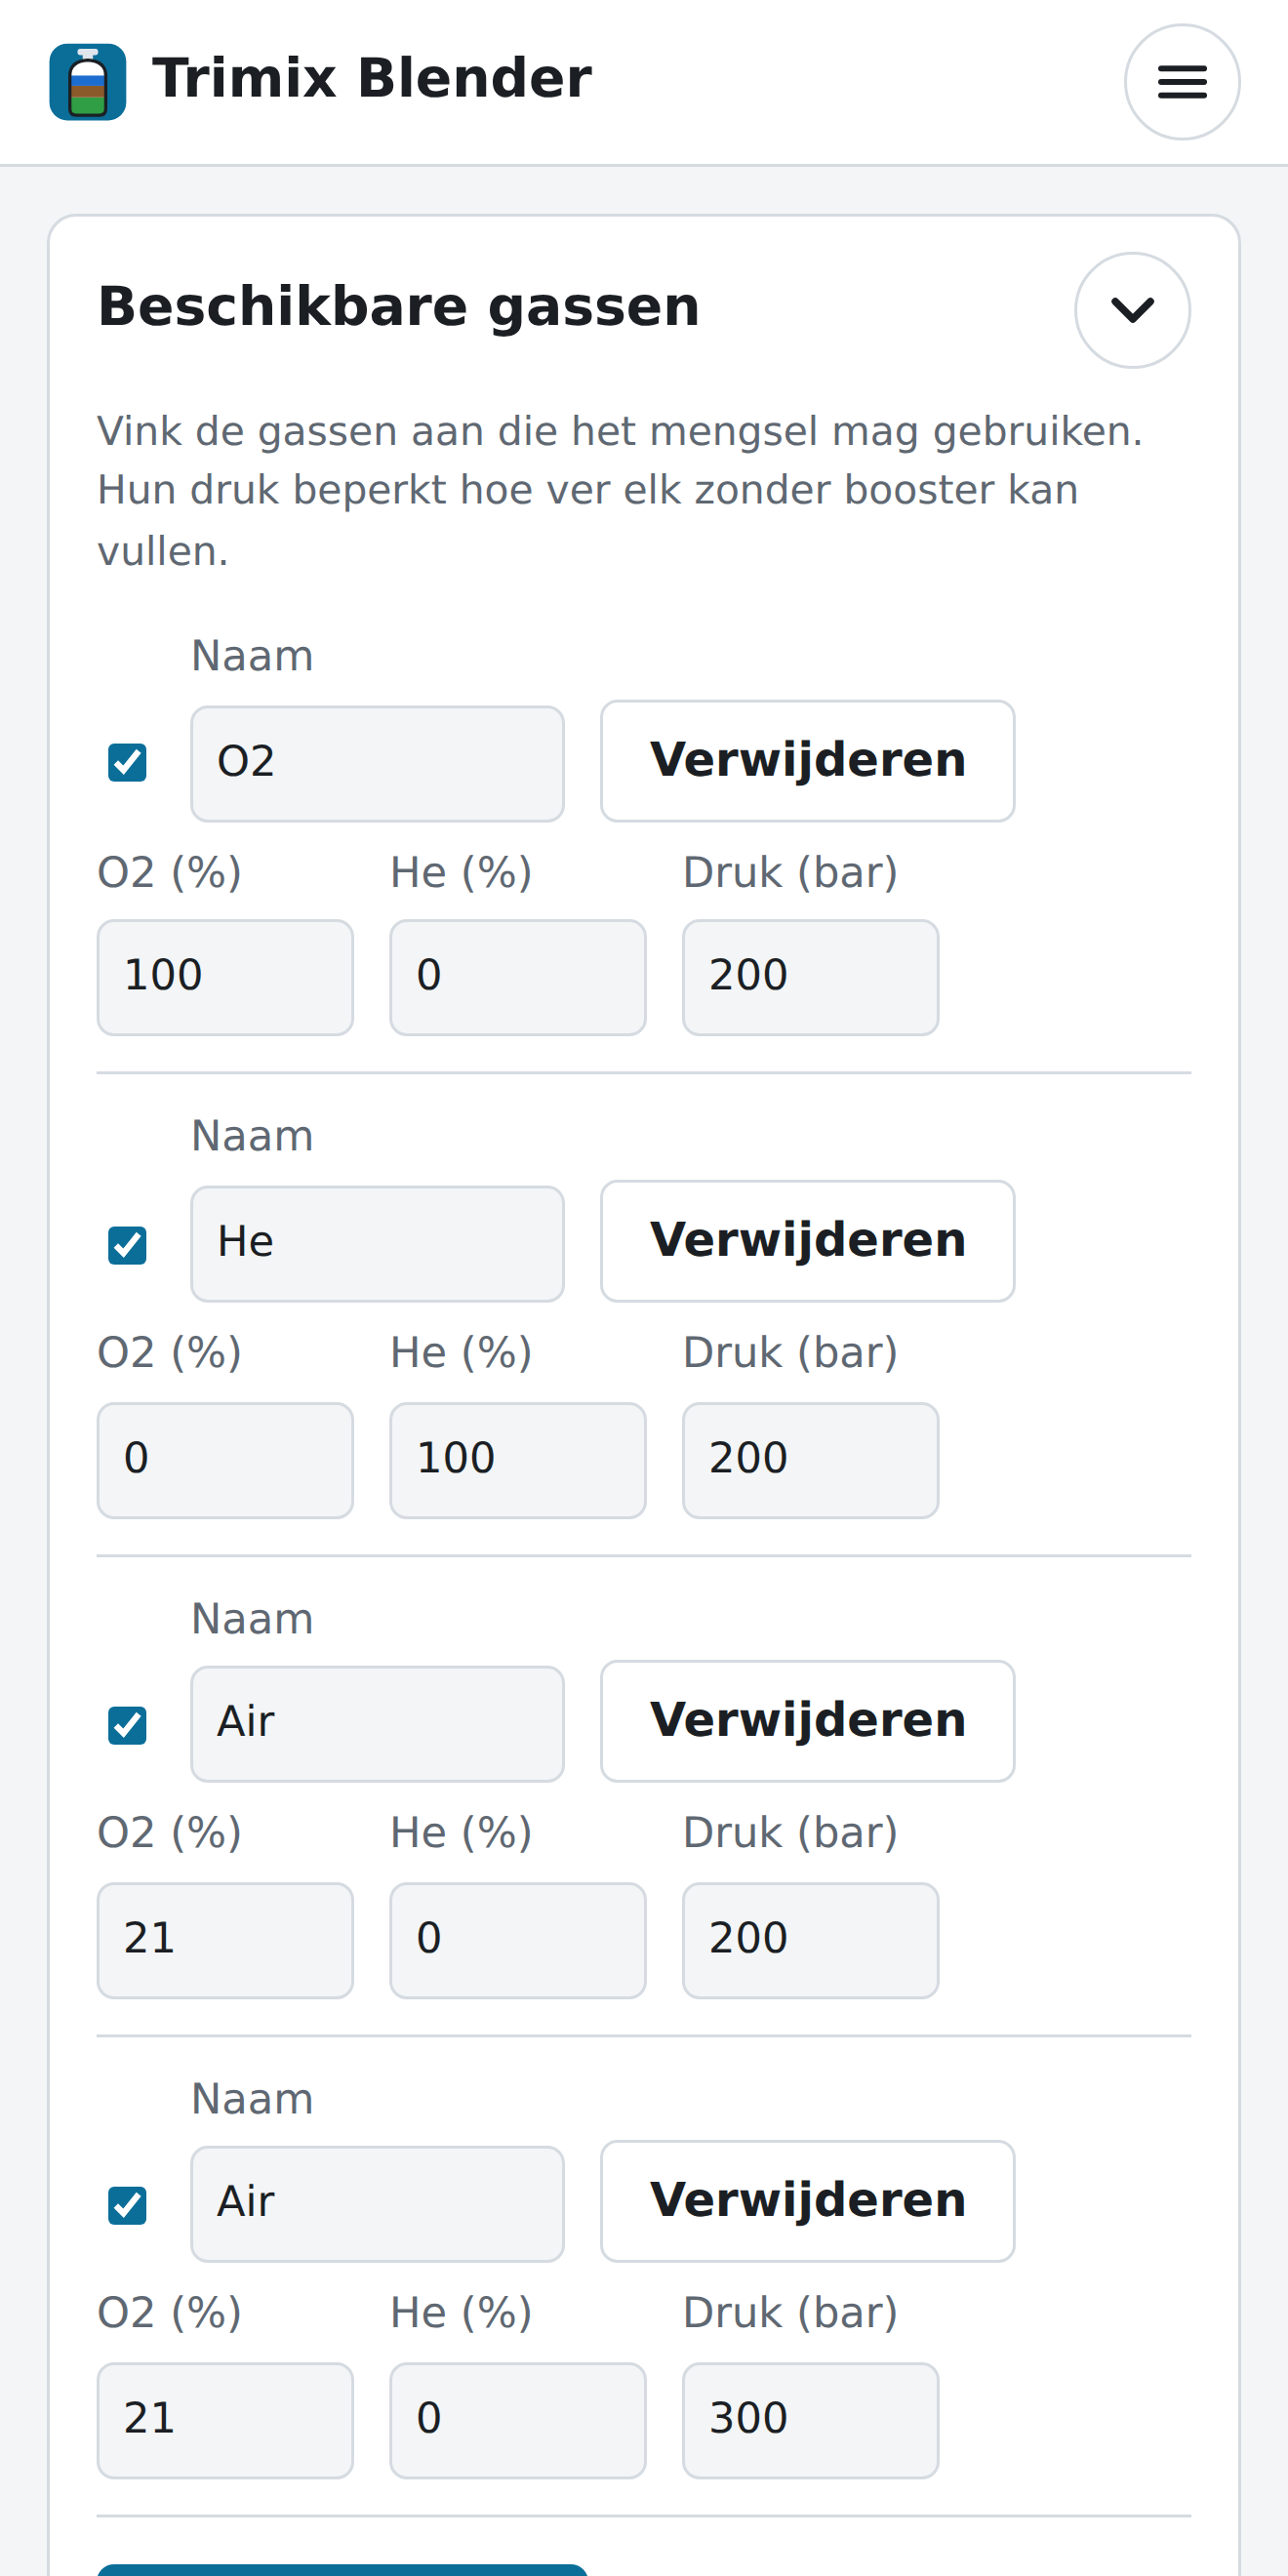 Trimix Blender
Beschikbare gassen
Vink de gassen aan die het mengsel mag gebruiken.
Hun druk beperkt hoe ver elk zonder booster kan
vullen.
Naam
O2 Verwijderen
O2 (%) He (%) Druk (bar)
100 0 200
Naam
He Verwijderen
O2 (%) He (%) Druk (bar)
0 100 200
Naam
Air Verwijderen
O2 (%) He (%) Druk (bar)
21 0 200
Naam
Air Verwijderen
O2 (%) He (%) Druk (bar)
21 0 300